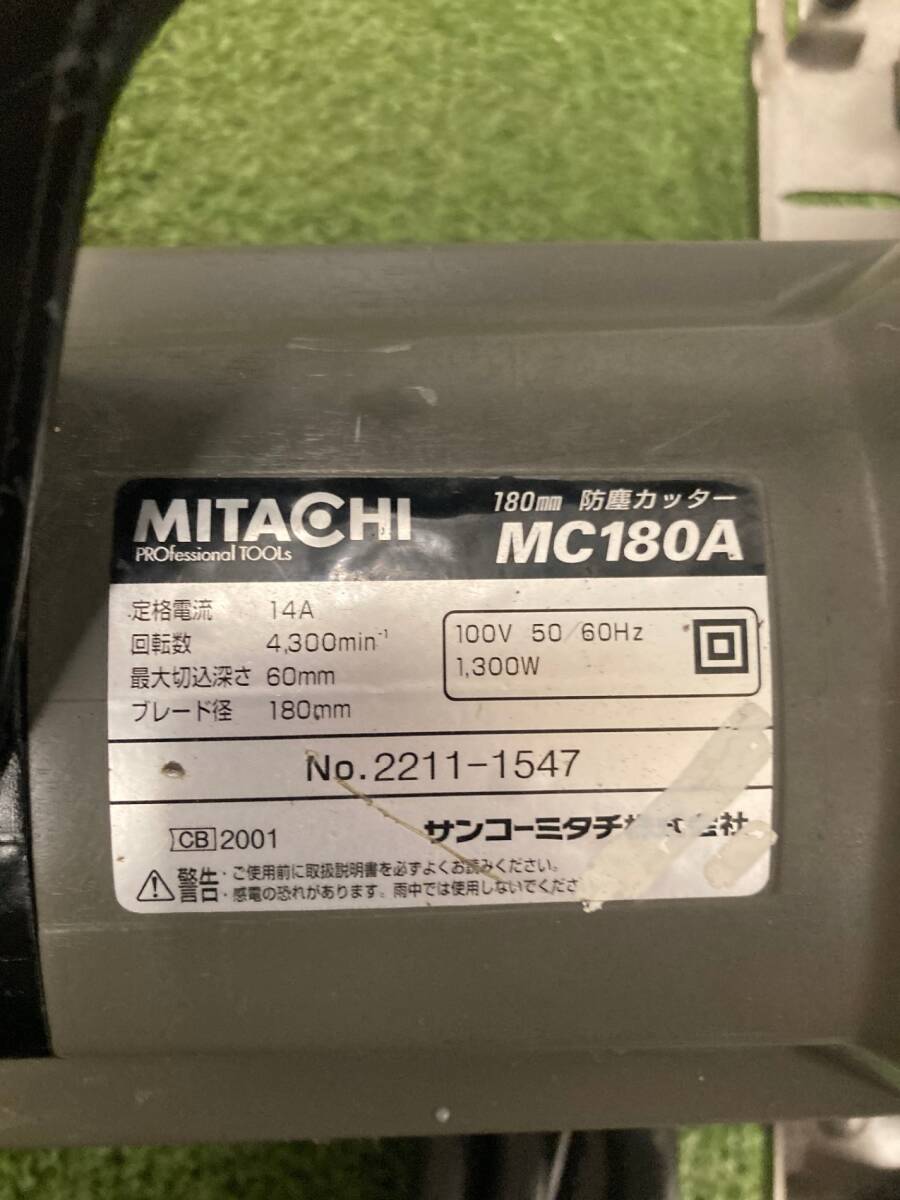 MITACHI
PROfessional TOOLs
180mm 防塵カッター
MC180A
定格電流 14A
回転数 4,300min⁻¹
最大切込深さ 60mm
ブレード径 180mm
100V 50/60Hz
1,300W
No.2211-1547
CB 2001
サンコーミタチ株式会社
警告・ご使用前に取扱説明書を必ずよくお読みください。
・感電の恐れがあります。雨中では使用しないでくださ